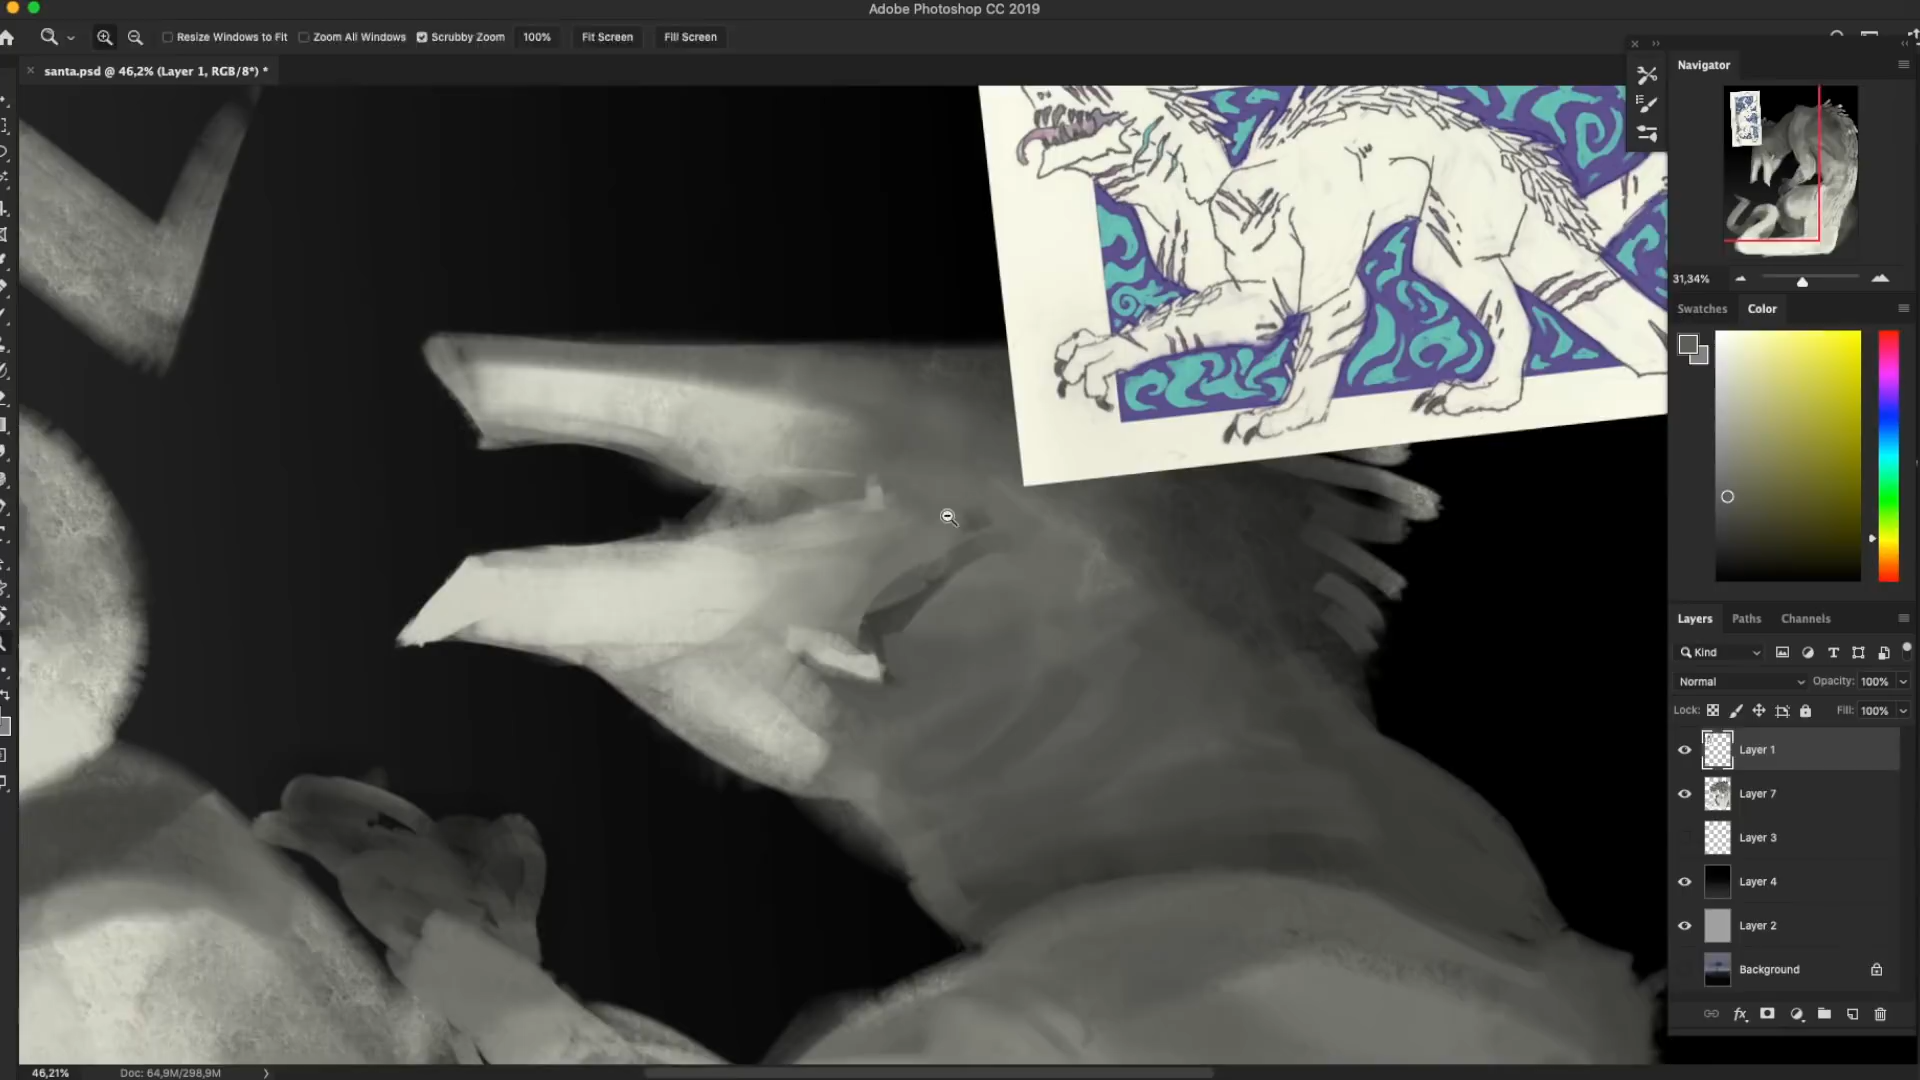 Adobe Photoshop CC 2019
Resize Windows to Fit Zoom All Windows Scrubby Zoom 100% Fit Screen Fill Screen
santa.psd @ 46,2% (Layer 1, RGB/8*) *
Navigator
31,34%
Swatches Color
Layers Paths Channels
Kind
Normal Opacity: 100%
Lock: Fill: 100%
Layer 1
Layer 7
Layer 3
Layer 4
Layer 2
Background
fx
46,21% Doc: 64,9M/298,9M